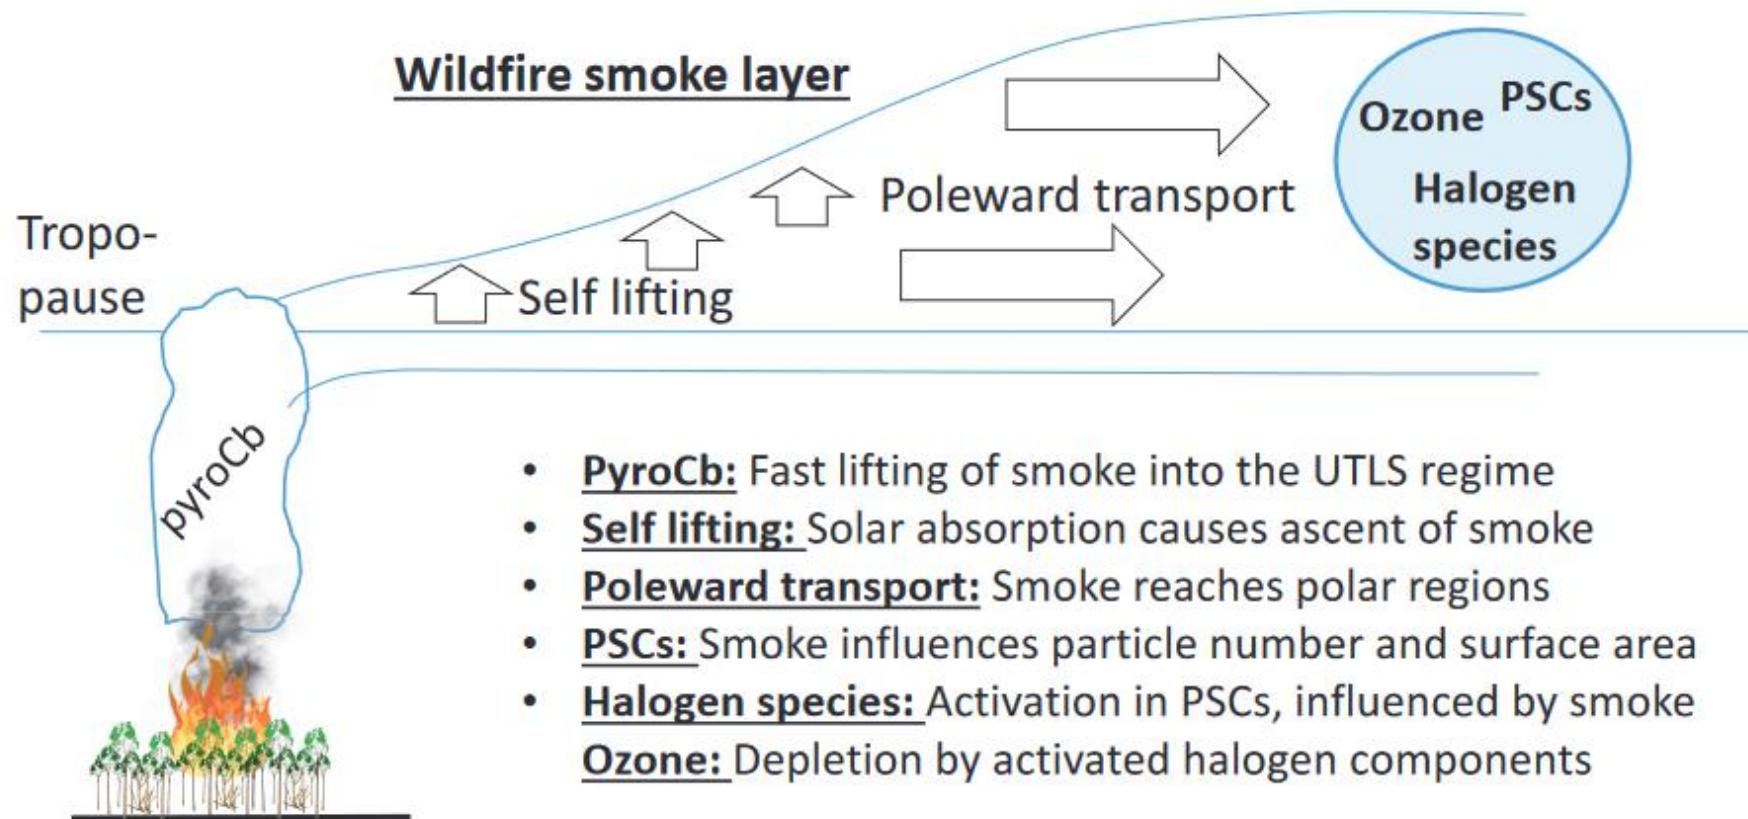 Wildfire smoke layer
Ozone PSCs
Halogen
species
Poleward transport
Tropo-
pause
Self lifting
pyroCb
• PyroCb: Fast lifting of smoke into the UTLS regime
• Self lifting: Solar absorption causes ascent of smoke
• Poleward transport: Smoke reaches polar regions
• PSCs: Smoke influences particle number and surface area
• Halogen species: Activation in PSCs, influenced by smoke
Ozone: Depletion by activated halogen components